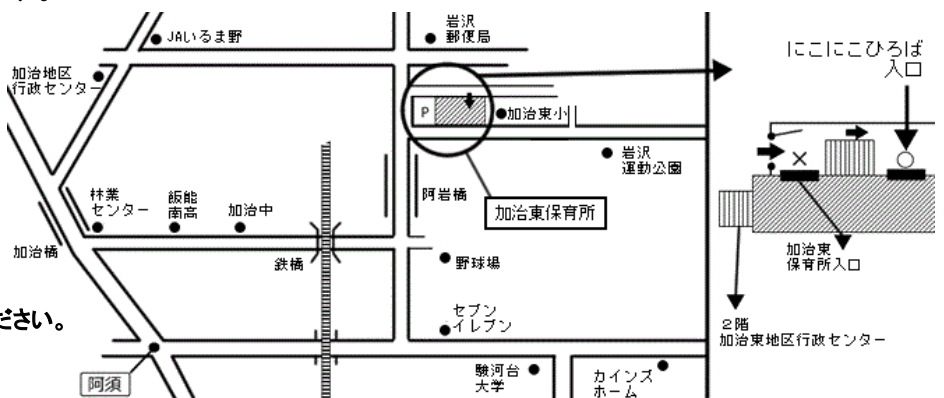 JAいるま野
岩沢
郵便局
加治地区
行政センター
P
加治東小
岩沢
運動公園
林業
センター
飯能
南高
加治中
阿岩橋
加治東保育所
加治橋
鉄橋
野球場
セブン
イレブン
ださい。
阿須
駿河台
大学
カインズ
ホーム
にこにこひろば
入口
加治東
保育所入口
2階
加治東地区行政センター